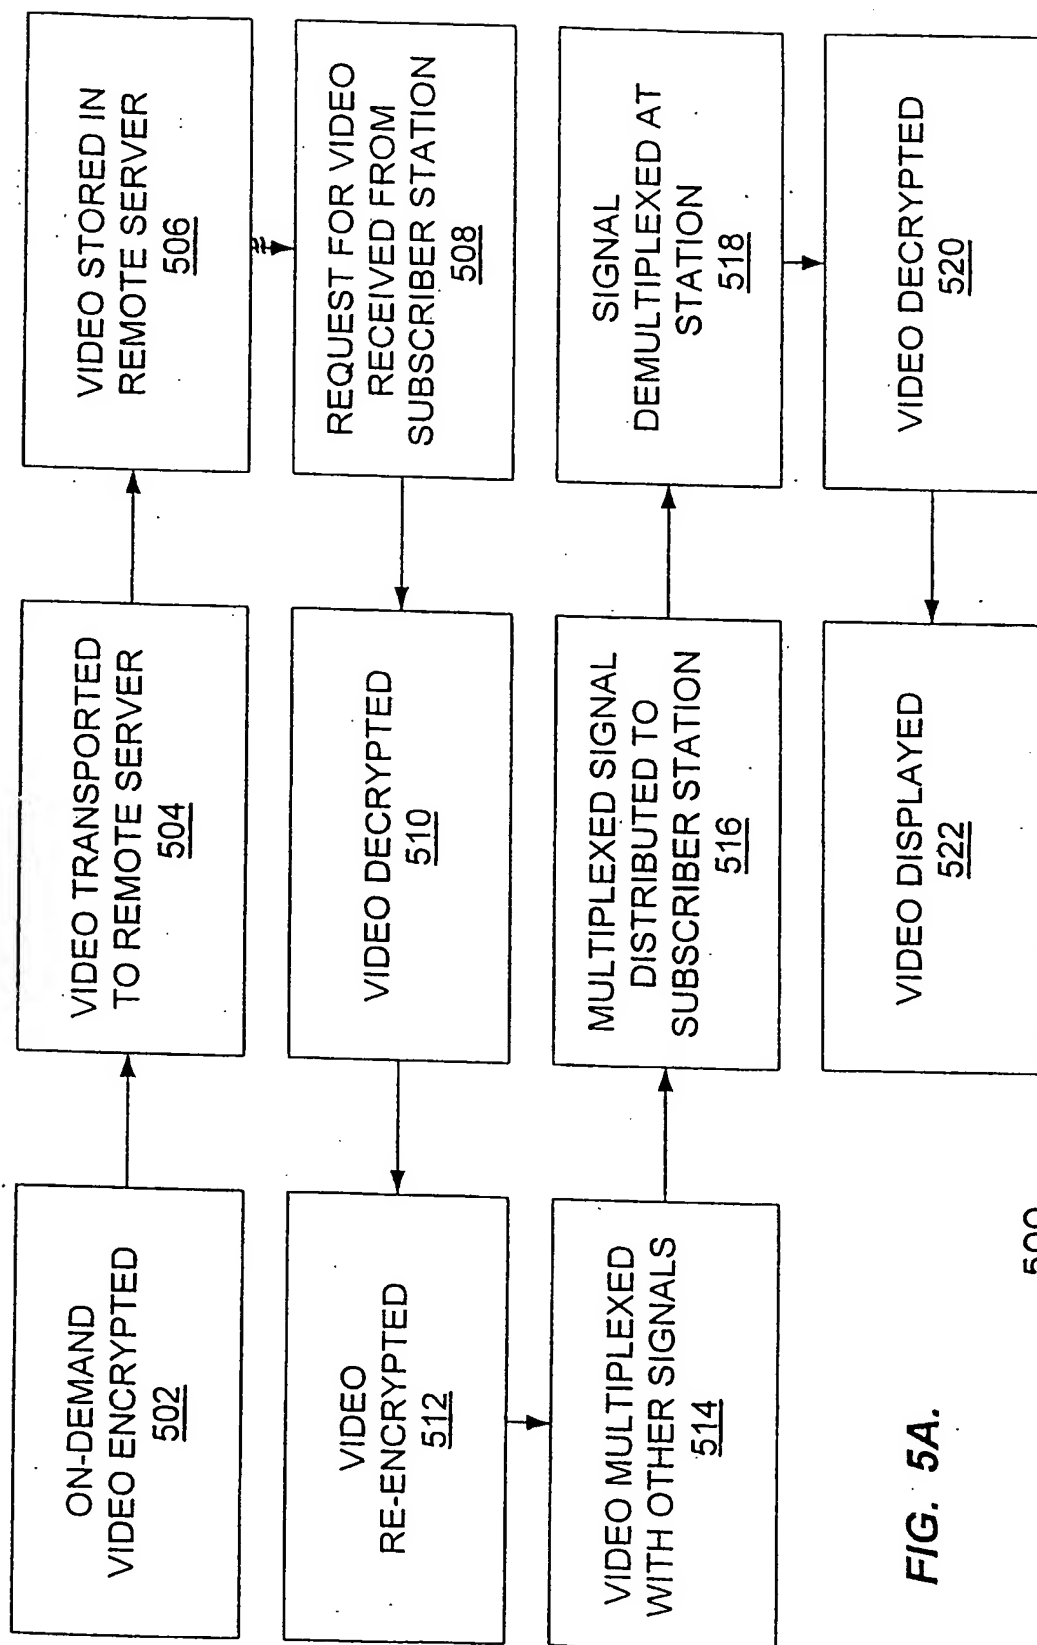 ON-DEMAND
VIDEO ENCRYPTED
502
VIDEO TRANSPORTED
TO REMOTE SERVER
504
VIDEO STORED IN
REMOTE SERVER
506
REQUEST FOR VIDEO
RECEIVED FROM
SUBSCRIBER STATION
508
VIDEO DECRYPTED
510
VIDEO
RE-ENCRYPTED
512
VIDEO MULTIPLEXED
WITH OTHER SIGNALS
514
MULTIPLEXED SIGNAL
DISTRIBUTED TO
SUBSCRIBER STATION
516
SIGNAL
DEMULTIPLEXED AT
STATION
518
VIDEO DECRYPTED
520
VIDEO DISPLAYED
522
FIG. 5A.
500